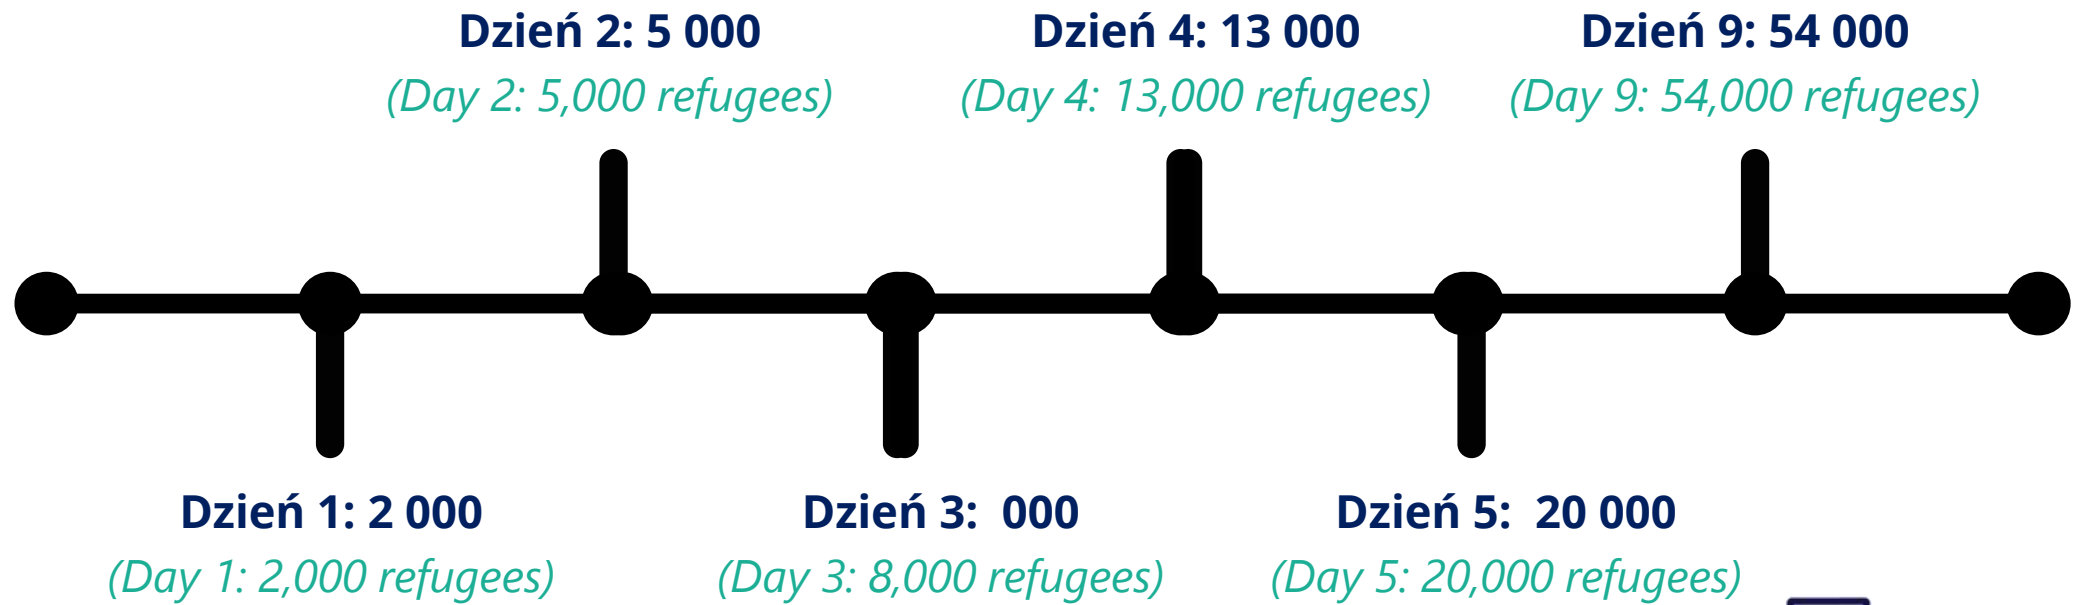 Dzień 2: 5 000
(Day 2: 5,000 refugees)
Dzień 4: 13 000
(Day 4: 13,000 refugees)
Dzień 9: 54 000
(Day 9: 54,000 refugees)
Dzień 1: 2 000
(Day 1: 2,000 refugees)
Dzień 3:  000
(Day 3: 8,000 refugees)
Dzień 5:  20 000
(Day 5: 20,000 refugees)